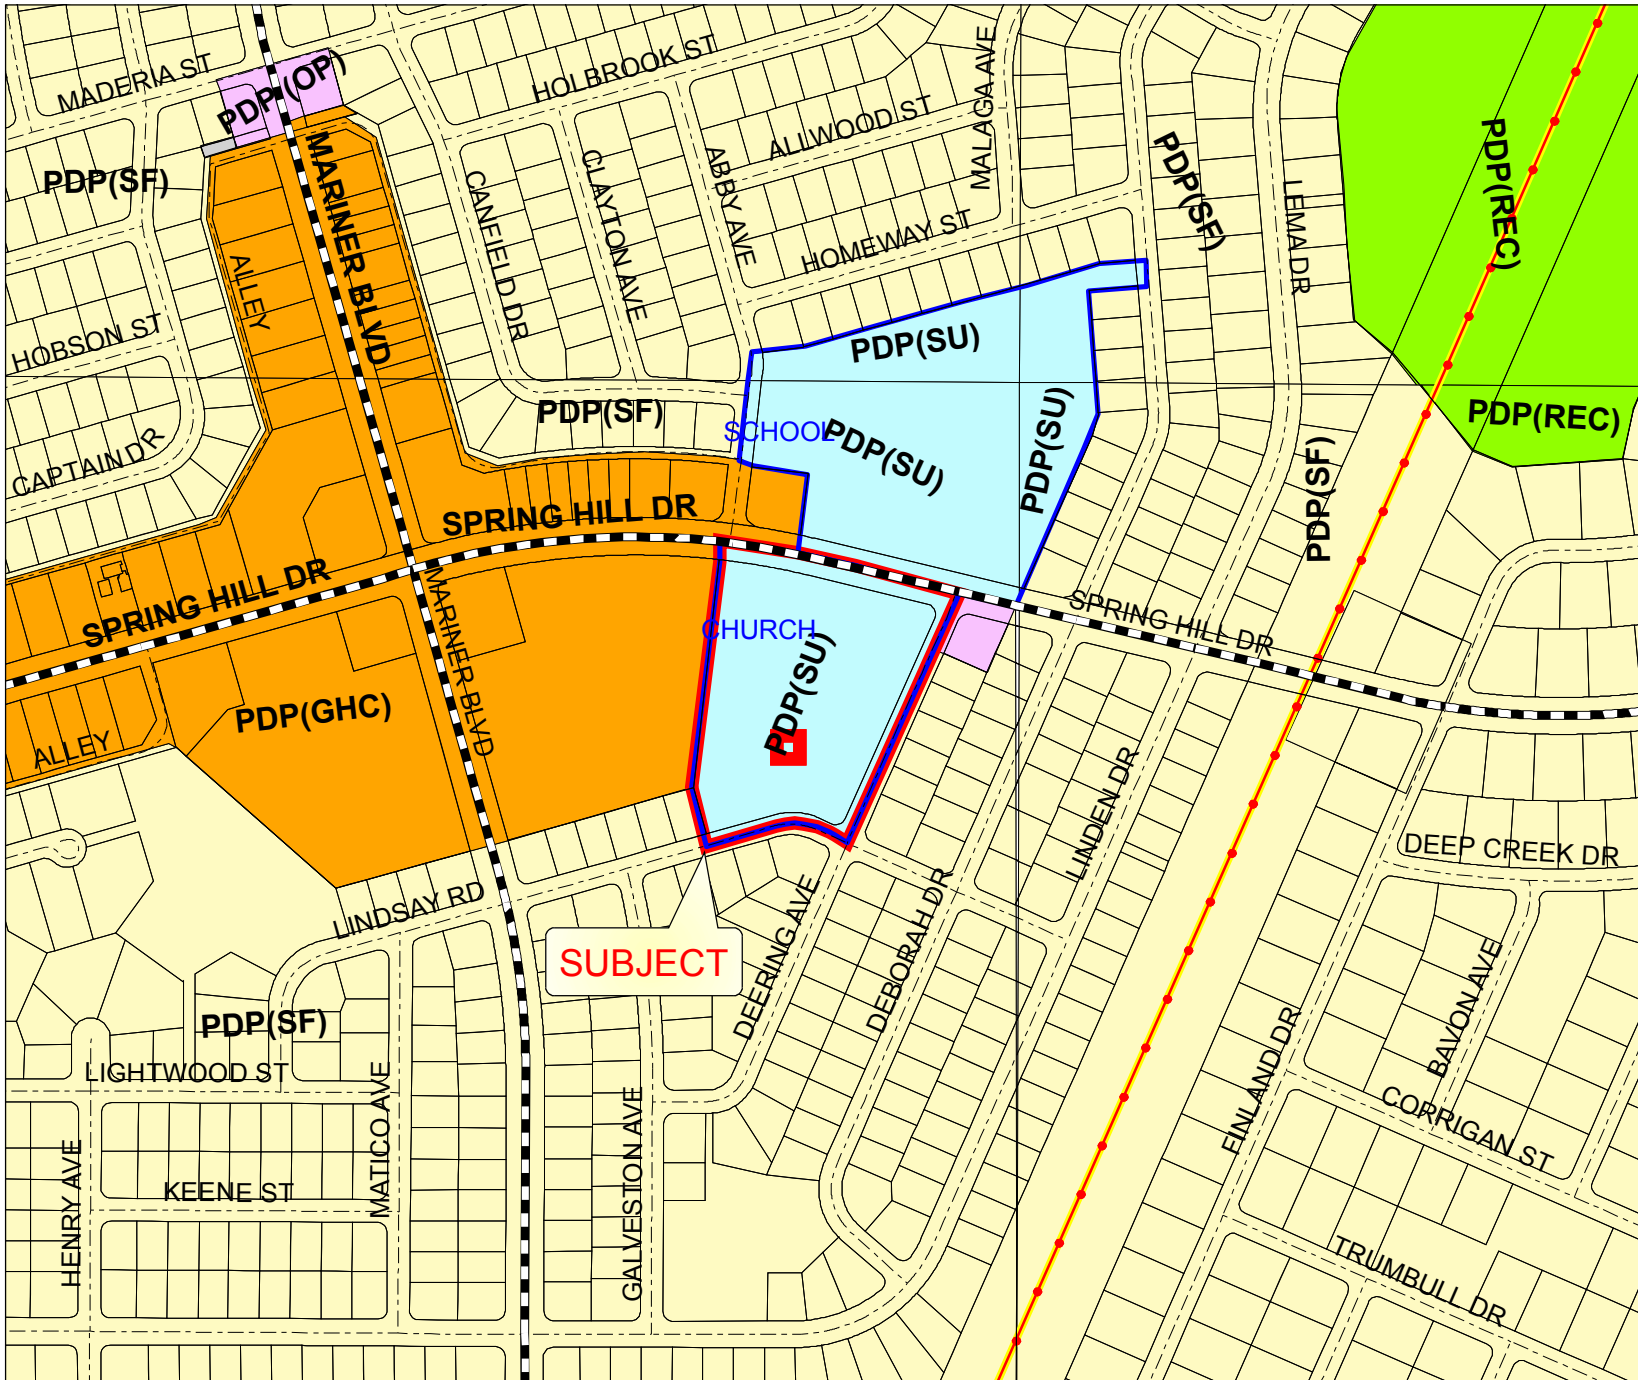 MADERIA ST
PDP(OP)
HOLBROOK ST
MALAGA AVE
ALLWOOD ST
PDP(SF)
MARINER BLVD
CANFIELD DR
CLAYTON AVE
ABBY AVE
PDP(SF)
LEMA DR
PDP(REC)
HOMEWAY ST
ALLEY
HOBSON ST
PDP(SU)
PDP(SF)
SCHOOL
PDP(SU)
PDP(SU)
PDP(REC)
PDP(SF)
CAPTAIN DR
SPRING HILL DR
SPRING HILL DR
MARINER BLVD
CHURCH
PDP(SU)
SPRING HILL DR
PDP(GHC)
ALLEY
LINDEN DR
DEEP CREEK DR
LINDSAY RD
SUBJECT
DEERING AVE
DEBORAH DR
BAVON AVE
PDP(SF)
FINLAND DR
LIGHTWOOD ST
MATICO AVE
GALVESTON AVE
CORRIGAN ST
HENRY AVE
KEENE ST
TRUMBULL DR